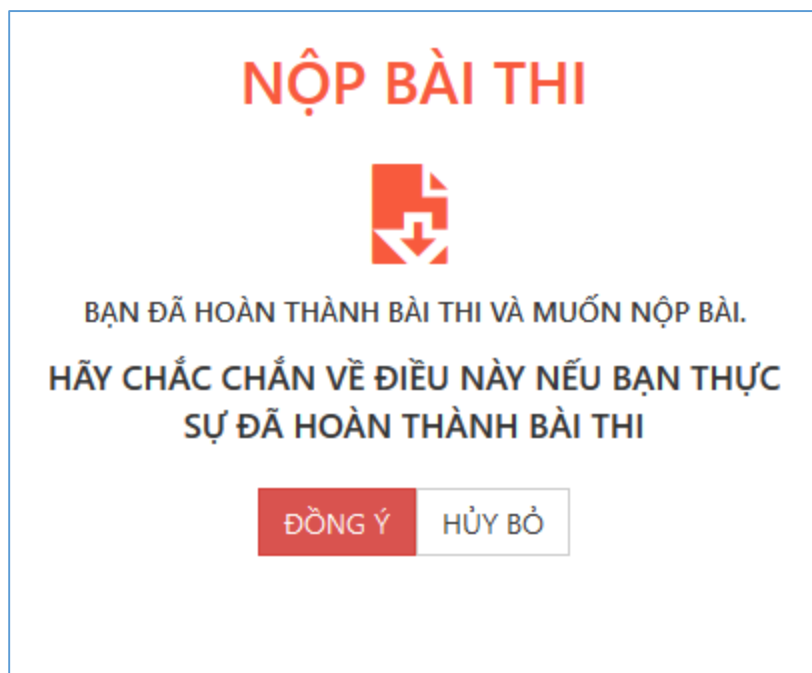 NỘP BÀI THI
BẠN ĐÃ HOÀN THÀNH BÀI THI VÀ MUỐN NỘP BÀI.
HÃY CHẮC CHẮN VỀ ĐIỀU NÀY NẾU BẠN THỰC
SỰ ĐÃ HOÀN THÀNH BÀI THI
ĐỒNG Ý HỦY BỎ